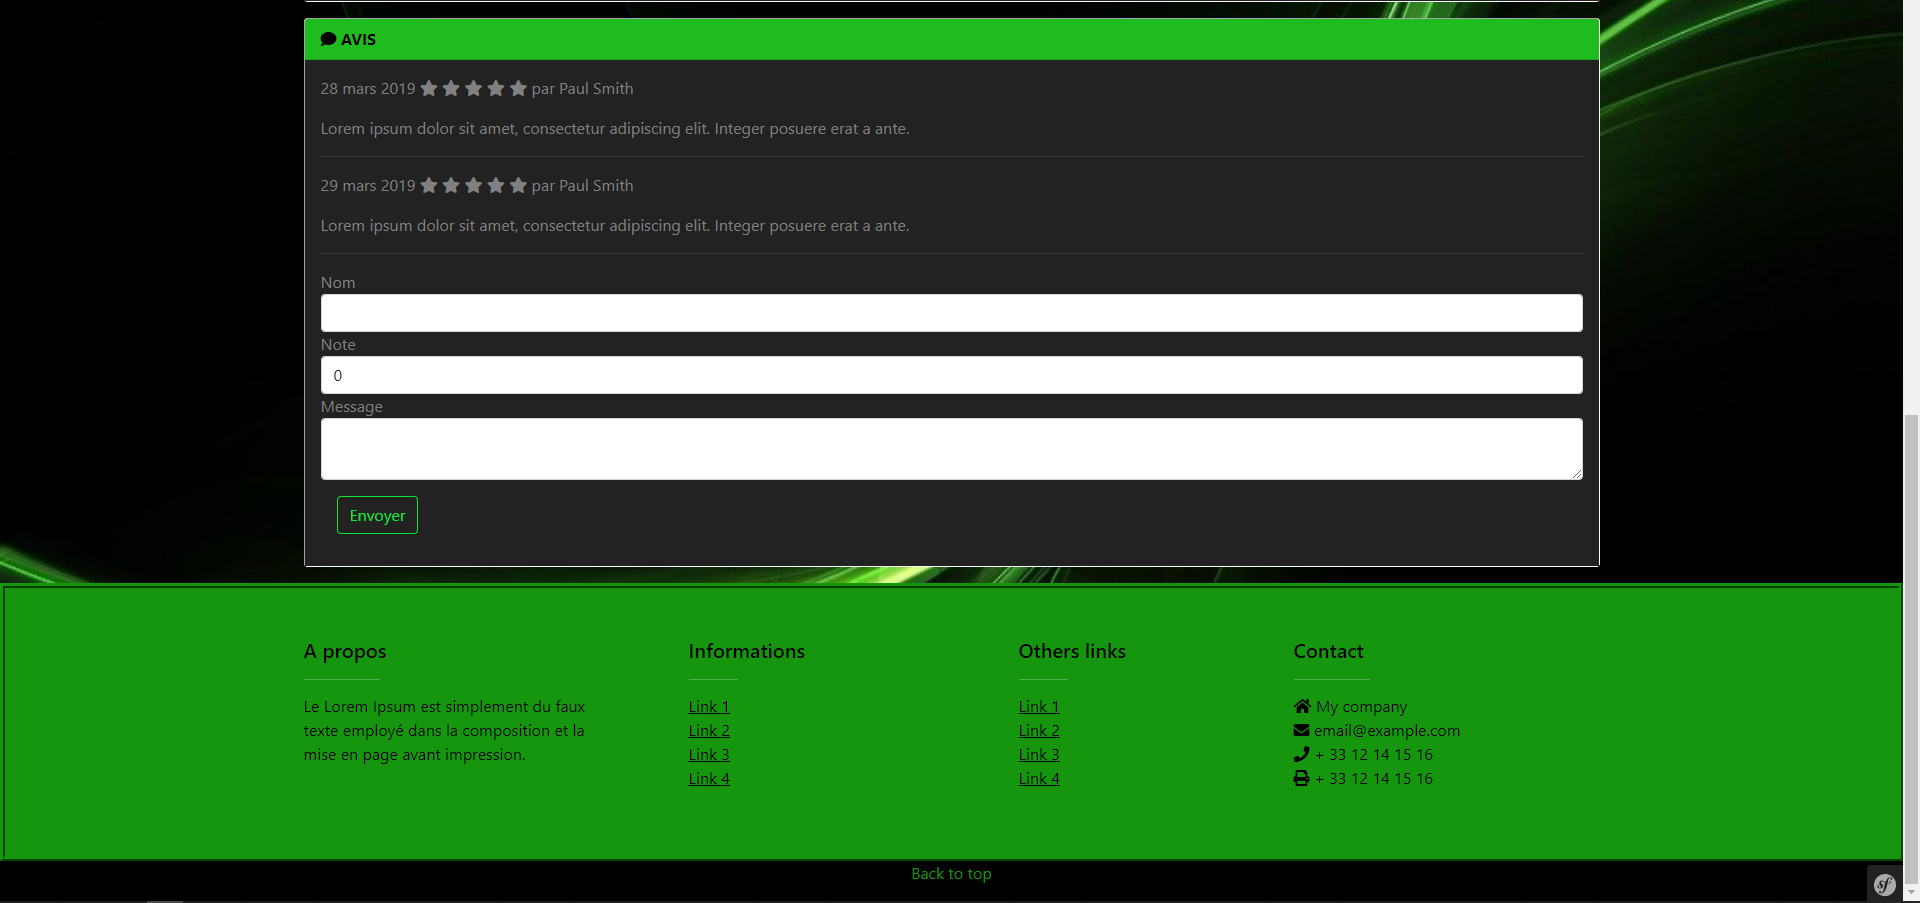 AVIS
28 mars 2019 par Paul Smith
Lorem ipsum dolor sit amet, consectetur adipiscing elit. Integer posuere erat a ante.
29 mars 2019 par Paul Smith
Lorem ipsum dolor sit amet, consectetur adipiscing elit. Integer posuere erat a ante.
Nom
Note
0
Message
Envoyer
A propos
Le Lorem Ipsum est simplement du faux
texte employé dans la composition et la
mise en page avant impression.
Informations
Link 1
Link 2
Link 3
Link 4
Others links
Link 1
Link 2
Link 3
Link 4
Contact
My company
email@example.com
+ 33 12 14 15 16
+ 33 12 14 15 16
Back to top
sf